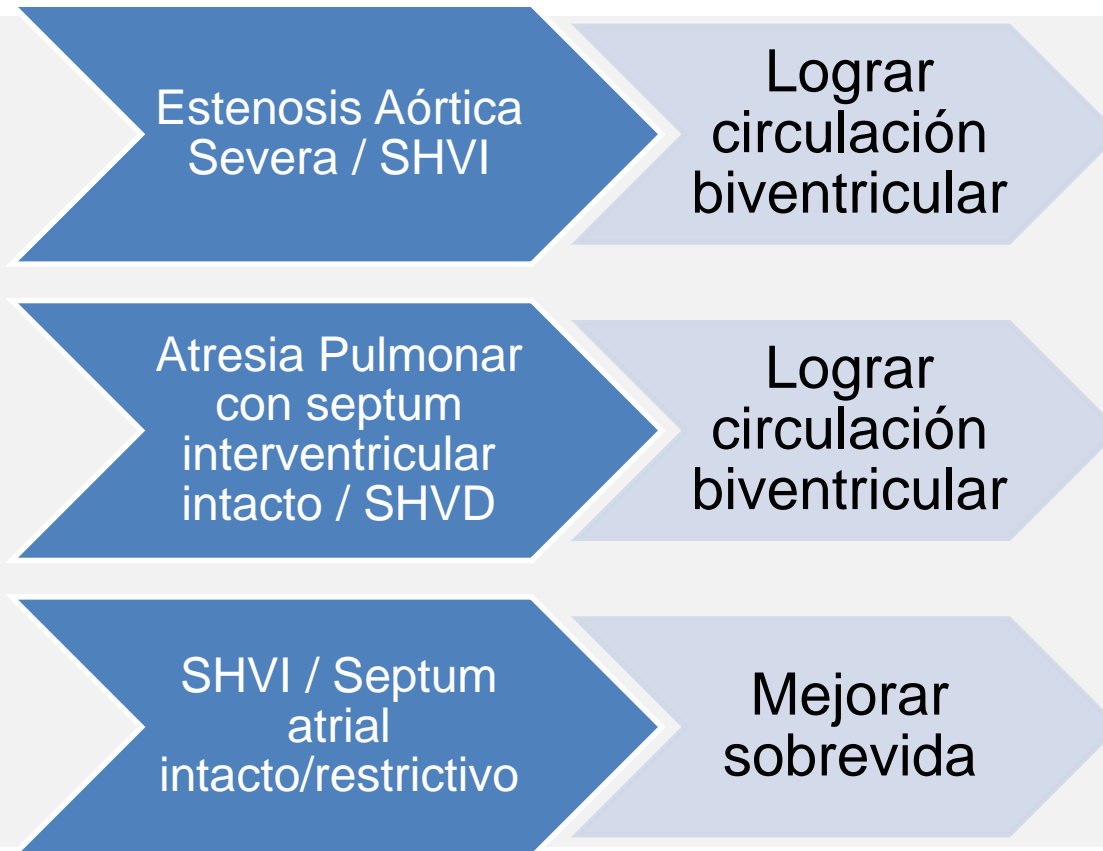 Estenosis Aórtica
Severa / SHVI
Lograr
circulación
biventricular
Atresia Pulmonar
con septum
interventricular
intacto / SHVD
Lograr
circulación
biventricular
SHVI / Septum
atrial
intacto/restrictivo
Mejorar
sobrevida